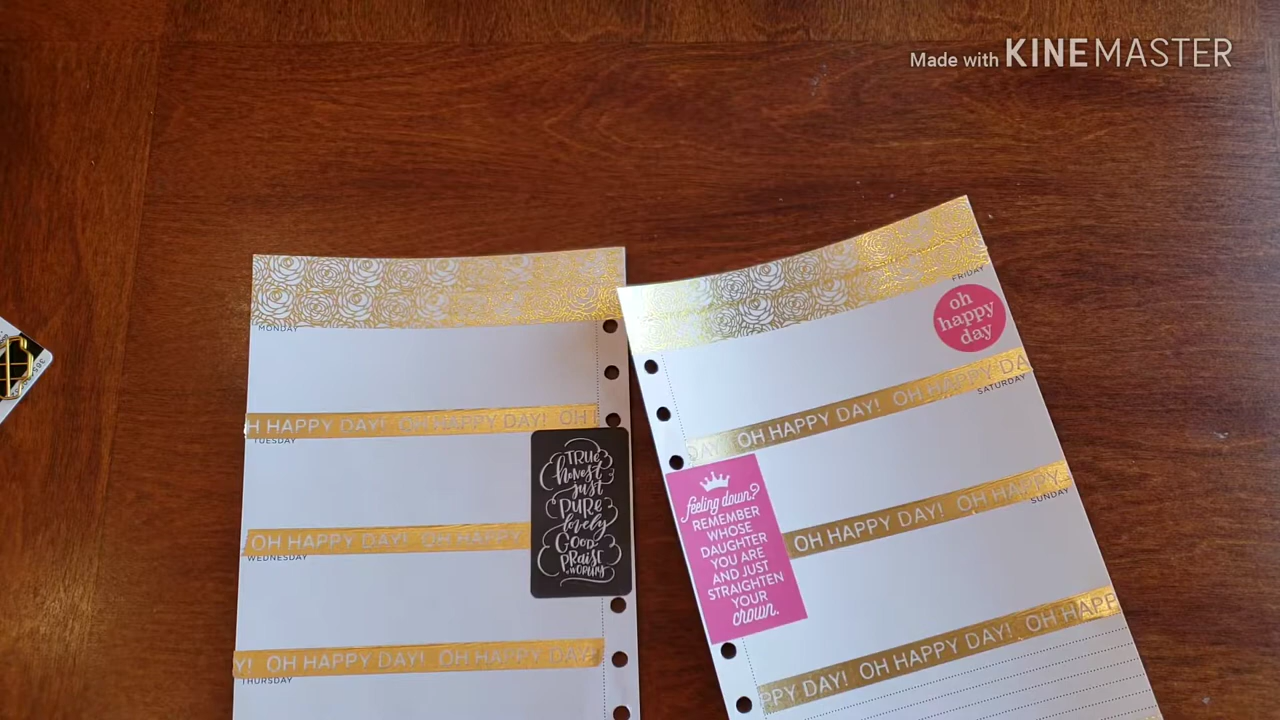 Made with KINEMASTER
MONDAY
H HAPPY DAY! OH HAPPY DAY! OH
TUESDAY
OH HAPPY DAY! OH HAPPY
WEDNESDAY
Y! OH HAPPY DAY! OH HAPPY DAY!
THURSDAY
TRUE
honest
just
PURE
lovely
GOOD
PRAISE
WORTHY
FRIDAY
oh
happy
day
DAY! OH HAPPY DAY! OH HAPPY DA
SATURDAY
OH HAPPY DAY! OH HAPPY
SUNDAY
PPY DAY! OH HAPPY DAY! OH HAPP
feeling down?
REMEMBER
WHOSE
DAUGHTER
YOU ARE
AND JUST
STRAIGHTEN
YOUR
crown.